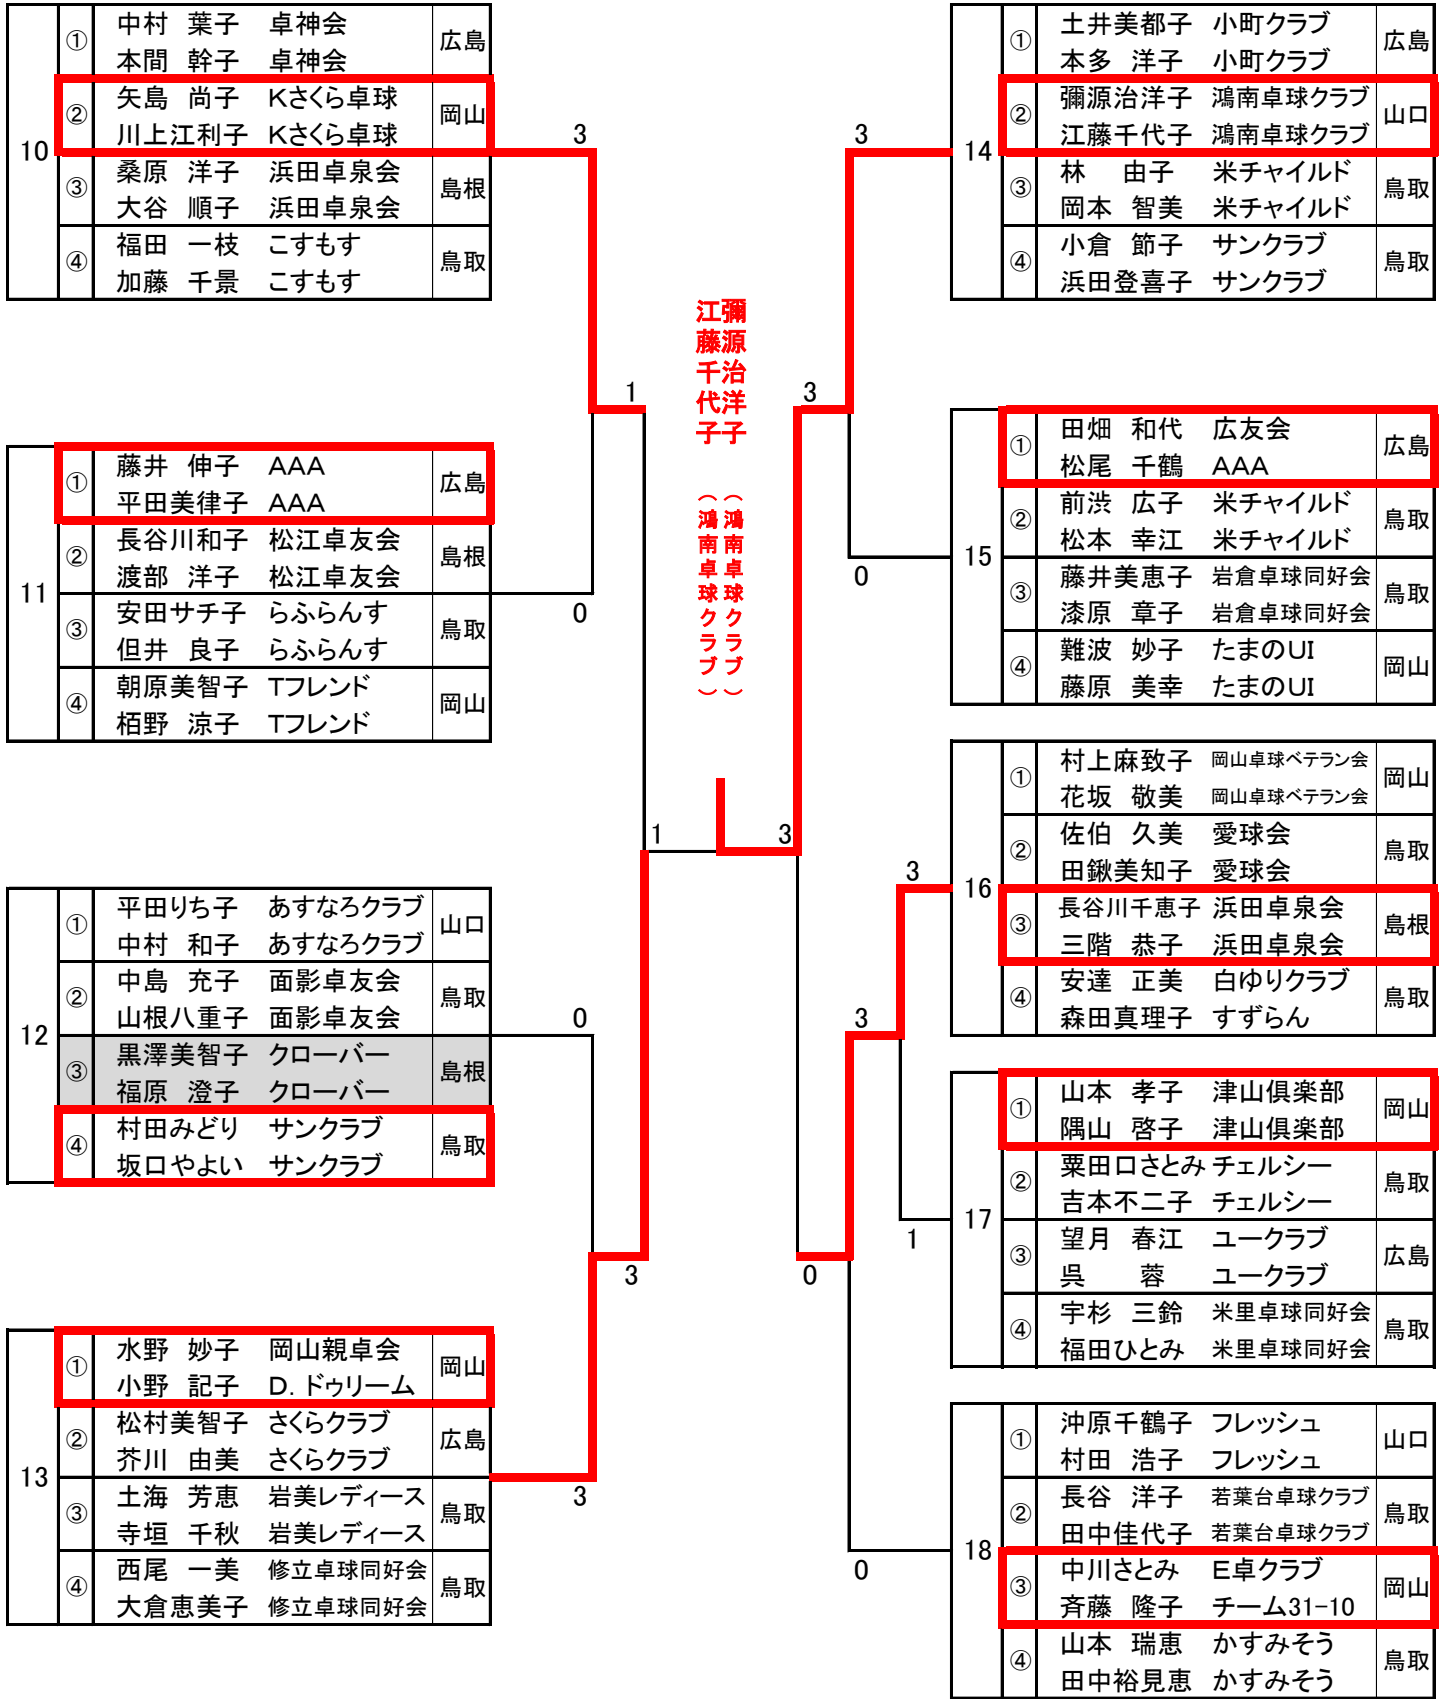 10
① 中村 葉子 卓神会 広島
本間 幹子 卓神会
② 矢島 尚子 Kさくら卓球 岡山
川上江利子 Kさくら卓球
③ 桑原 洋子 浜田卓泉会 島根
大谷 順子 浜田卓泉会
④ 福田 一枝 こすもす 鳥取
加藤 千景 こすもす
3
1
11
① 藤井 伸子 AAA 広島
平田美律子 AAA
② 長谷川和子 松江卓友会 島根
渡部 洋子 松江卓友会
③ 安田サチ子 らふらんす 鳥取
但井 良子 らふらんす
④ 朝原美智子 Tフレンド 岡山
栢野 涼子 Tフレンド
0
1
12
① 平田りち子 あすなろクラブ 山口
中村 和子 あすなろクラブ
② 中島 充子 面影卓友会 鳥取
山根八重子 面影卓友会
③ 黒澤美智子 クローバー 島根
福原 澄子 クローバー
④ 村田みどり サンクラブ 鳥取
坂口やよい サンクラブ
0
3
13
① 水野 妙子 岡山親卓会 岡山
小野 記子 D. ドゥリーム
② 松村美智子 さくらクラブ 広島
芥川 由美 さくらクラブ
③ 土海 芳恵 岩美レディース 鳥取
寺垣 千秋 岩美レディース
④ 西尾 一美 修立卓球同好会 鳥取
大倉恵美子 修立卓球同好会
3
彌源治洋子 (鴻南卓球クラブ)
江藤千代子 (鴻南卓球クラブ)
3
14
① 土井美都子 小町クラブ 広島
本多 洋子 小町クラブ
② 彌源治洋子 鴻南卓球クラブ 山口
江藤千代子 鴻南卓球クラブ
③ 林 由子 米チャイルド 鳥取
岡本 智美 米チャイルド
④ 小倉 節子 サンクラブ 鳥取
浜田登喜子 サンクラブ
3
3
15
① 田畑 和代 広友会 広島
松尾 千鶴 AAA
② 前渋 広子 米チャイルド 鳥取
松本 幸江 米チャイルド
③ 藤井美恵子 岩倉卓球同好会 鳥取
漆原 章子 岩倉卓球同好会
④ 難波 妙子 たまのUI 岡山
藤原 美幸 たまのUI
0
16
① 村上麻致子 岡山卓球ベテラン会 岡山
花坂 敬美 岡山卓球ベテラン会
② 佐伯 久美 愛球会 鳥取
田鍬美知子 愛球会
③ 長谷川千恵子 浜田卓泉会 島根
三階 恭子 浜田卓泉会
④ 安達 正美 白ゆりクラブ 鳥取
森田真理子 すずらん
3
3
17
① 山本 孝子 津山倶楽部 岡山
隅山 啓子 津山倶楽部
② 粟田口さとみ チェルシー 鳥取
吉本不二子 チェルシー
③ 望月 春江 ユークラブ 広島
呉 蓉 ユークラブ
④ 宇杉 三鈴 米里卓球同好会 鳥取
福田ひとみ 米里卓球同好会
1
0
18
① 沖原千鶴子 フレッシュ 山口
村田 浩子 フレッシュ
② 長谷 洋子 若葉台卓球クラブ 鳥取
田中佳代子 若葉台卓球クラブ
③ 中川さとみ E卓クラブ 岡山
斉藤 隆子 チーム31-10
④ 山本 瑞恵 かすみそう 鳥取
田中裕見恵 かすみそう
0